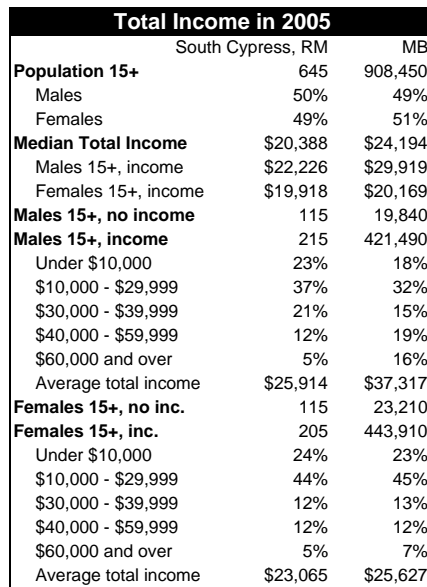 Total Income in 2005
South Cypress, RM MB
Population 15+ 645 908,450
Males 50% 49%
Females 49% 51%
Median Total Income $20,388 $24,194
Males 15+, income $22,226 $29,919
Females 15+, income $19,918 $20,169
Males 15+, no income 115 19,840
Males 15+, income 215 421,490
Under $10,000 23% 18%
$10,000 - $29,999 37% 32%
$30,000 - $39,999 21% 15%
$40,000 - $59,999 12% 19%
$60,000 and over 5% 16%
Average total income $25,914 $37,317
Females 15+, no inc. 115 23,210
Females 15+, inc. 205 443,910
Under $10,000 24% 23%
$10,000 - $29,999 44% 45%
$30,000 - $39,999 12% 13%
$40,000 - $59,999 12% 12%
$60,000 and over 5% 7%
Average total income $23,065 $25,627